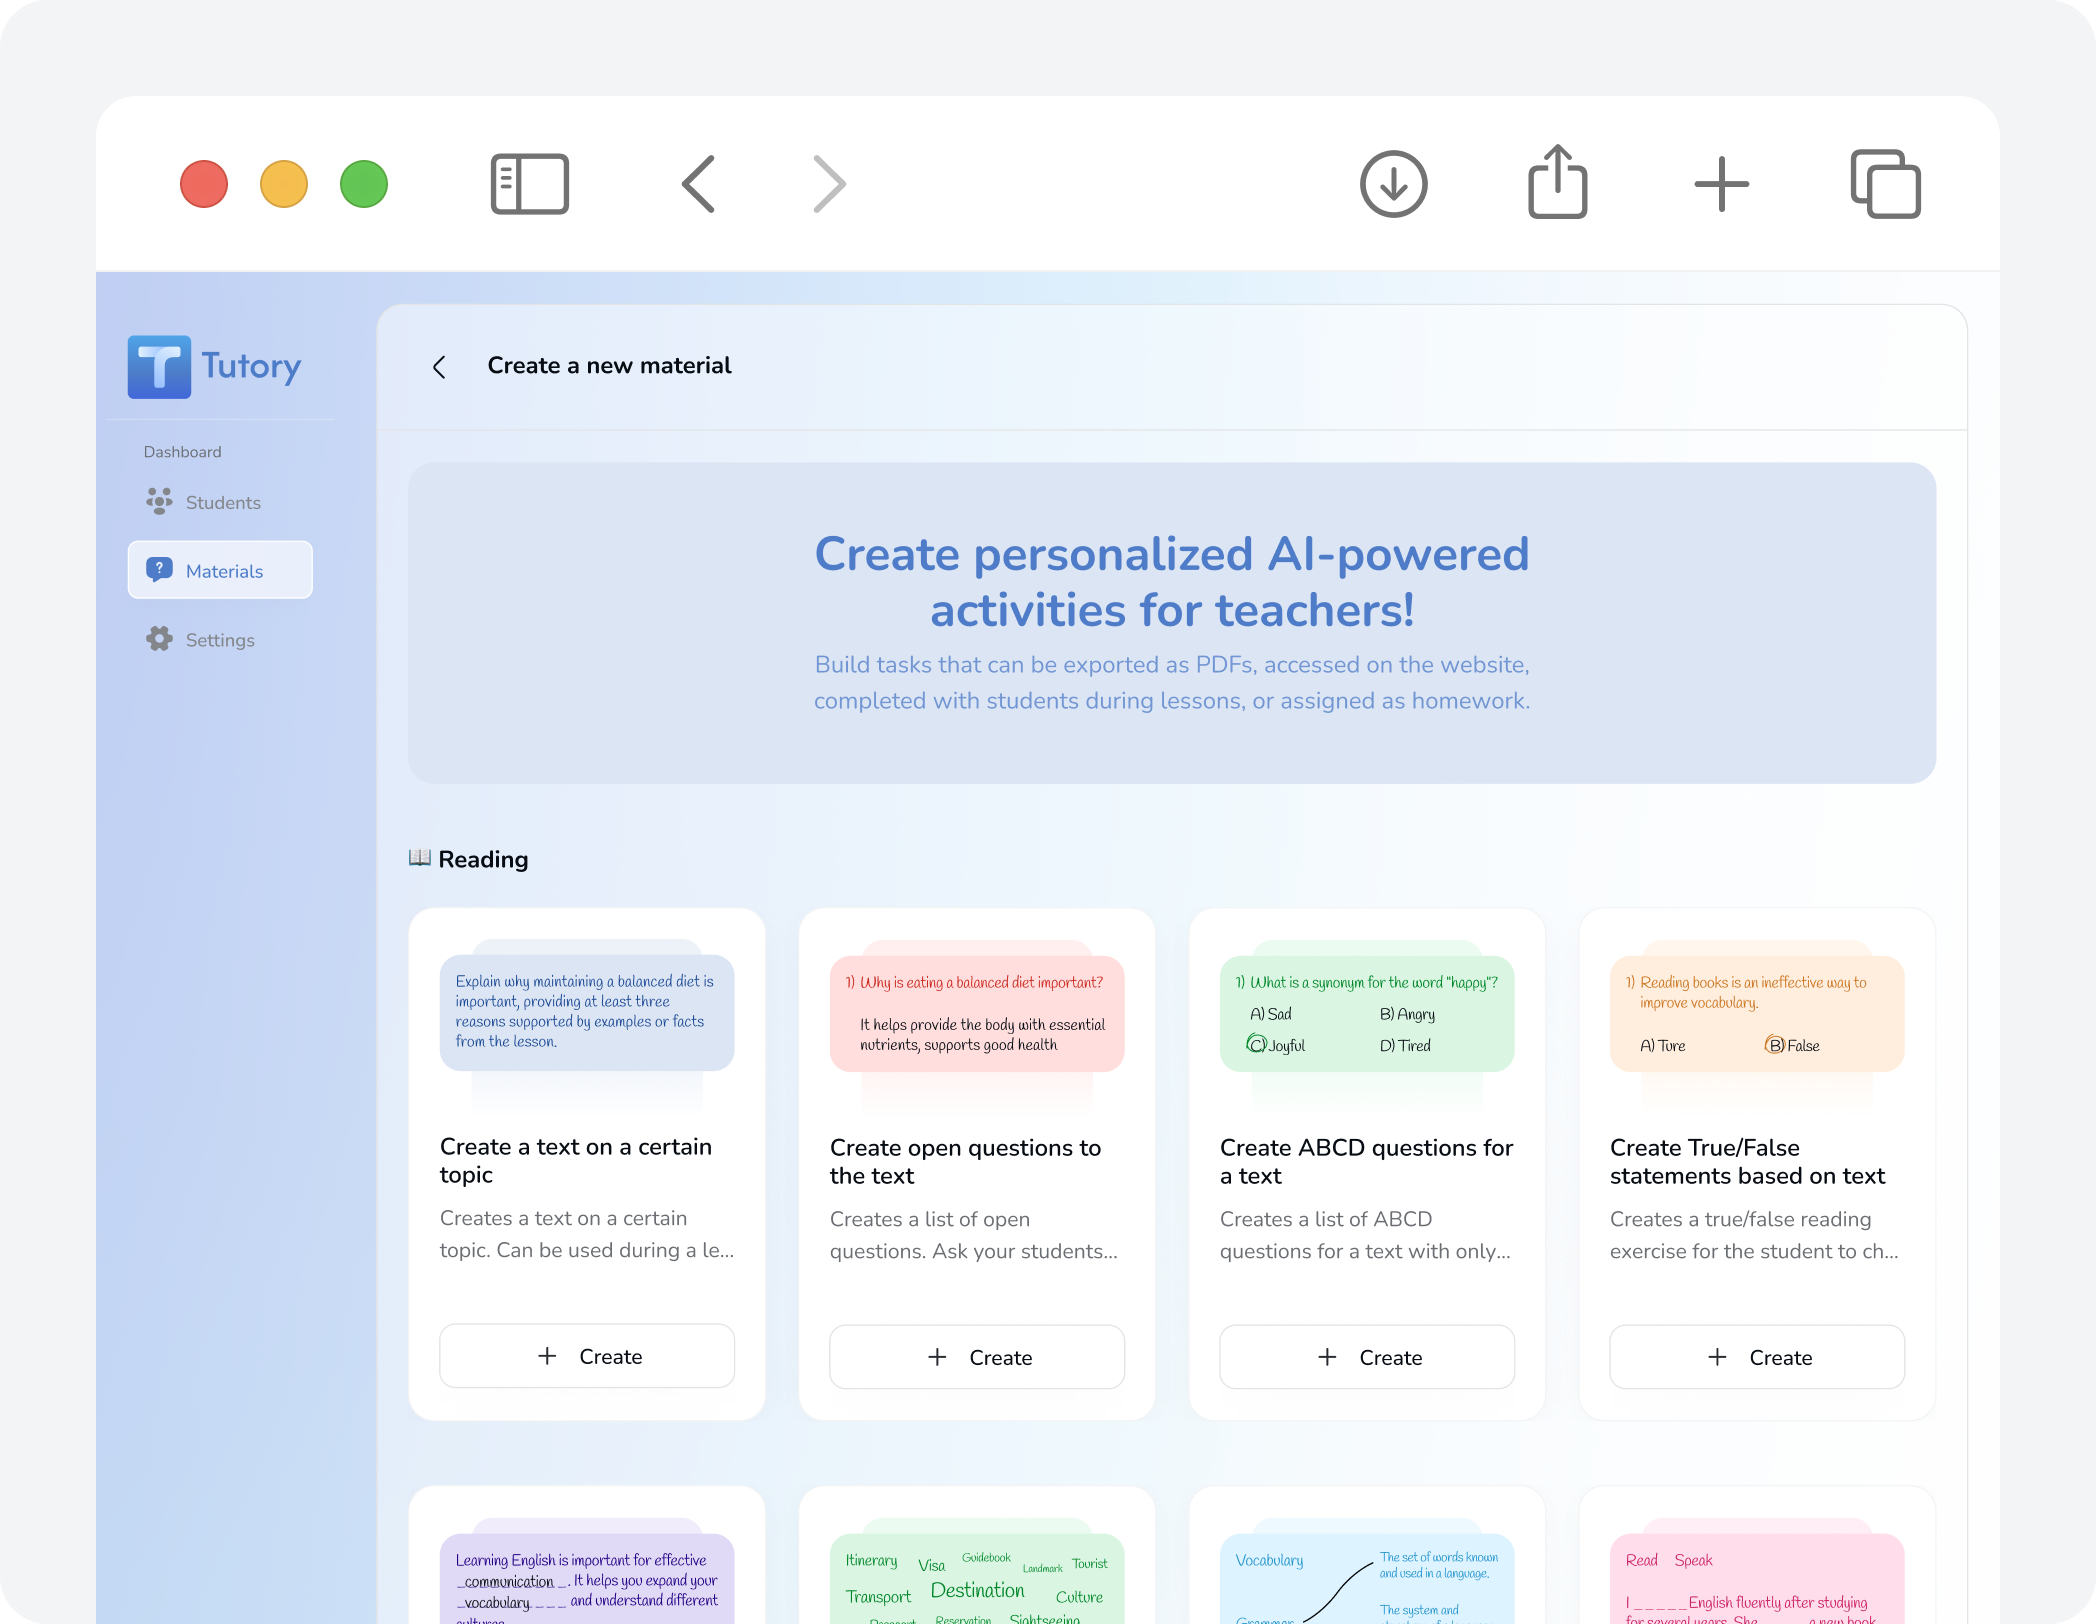 Tutory
Create a new material
Dashboard
Students
Materials
Settings
Create personalized AI-powered
activities for teachers!
Build tasks that can be exported as PDFs, accessed on the website,
completed with students during lessons, or assigned as homework.
Reading
Explain why maintaining a balanced diet is
important, providing at least three
reasons supported by examples or facts
from the lesson.
Create a text on a certain
topic
Creates a text on a certain
topic. Can be used during a le...
+ Create
1) Why is eating a balanced diet important?
It helps provide the body with essential
nutrients, supports good health
Create open questions to
the text
Creates a list of open
questions. Ask your students...
+ Create
1) What is a synonym for the word "happy"?
A) Sad B) Angry
C) Joyful D) Tired
Create ABCD questions for
a text
Creates a list of ABCD
questions for a text with only...
+ Create
1) Reading books is an ineffective way to
improve vocabulary.
A) Ture B) False
Create True/False
statements based on text
Creates a true/false reading
exercise for the student to ch...
+ Create
Learning English is important for effective
_communication_. It helps you expand your
_vocabulary____ and understand different
cultures
Itinerary Visa Guidebook Landmark Tourist
Transport Destination Culture
Passport Reservation Sightseeing
Vocabulary
Grammar
The set of words known
and used in a language.
The system and
Read Speak
I _____English fluently after studying
for several years. She _____ a new book